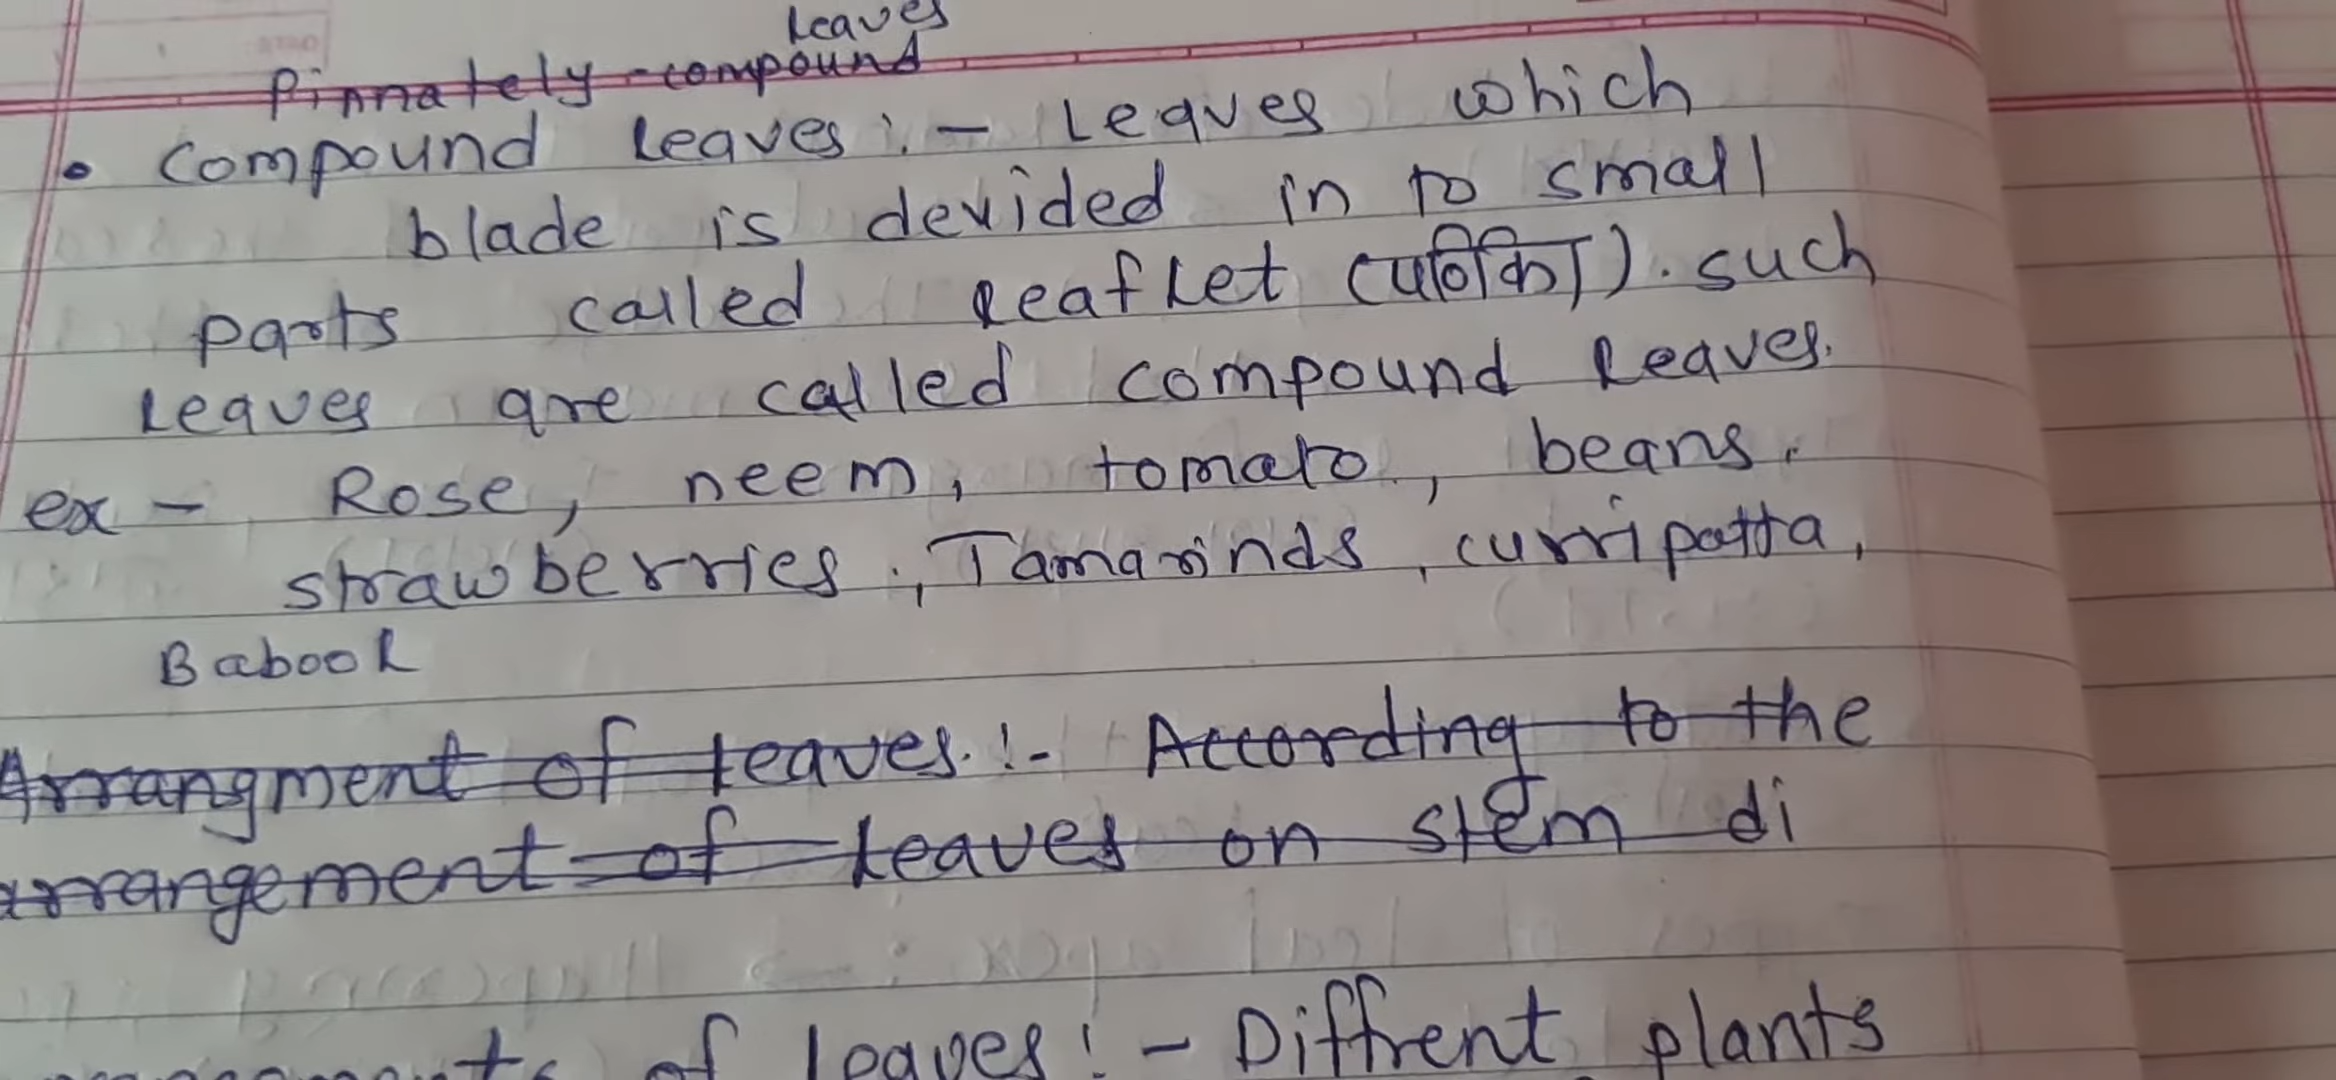 Leaves
Pinnately compound
• Compound Leaves :- Leaves which
blade is devided in to small
parts called leaflet (पर्णिका). such
Leaves are called compound leaves.
ex - Rose, neem, tomato, beans,
strawberries, Tamarinds, curripatta,
Babool
Arrangment of Leaves :- According to the
arrangement of Leaves on stem di
of leaves :- Diffrent plants